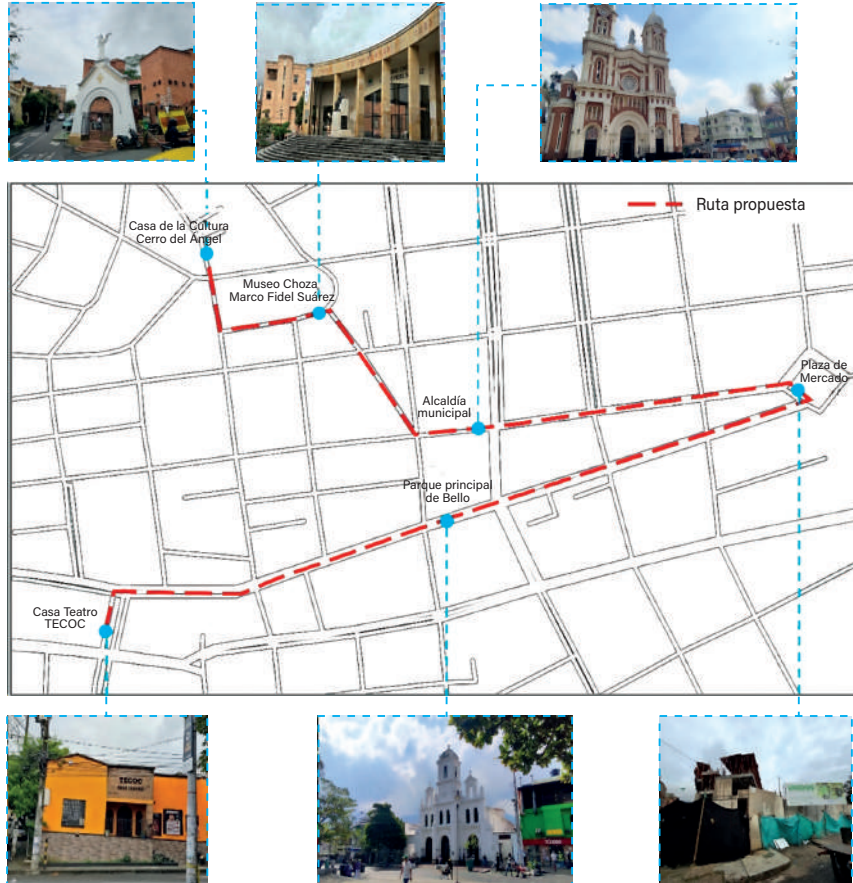 Ruta propuesta
Casa de la Cultura
Cerro del Ángel
Museo Choza
Marco Fidel Suárez
Plaza de
Mercado
Alcaldía
municipal
Parque principal
de Bello
Casa Teatro
TECOC
TECOC